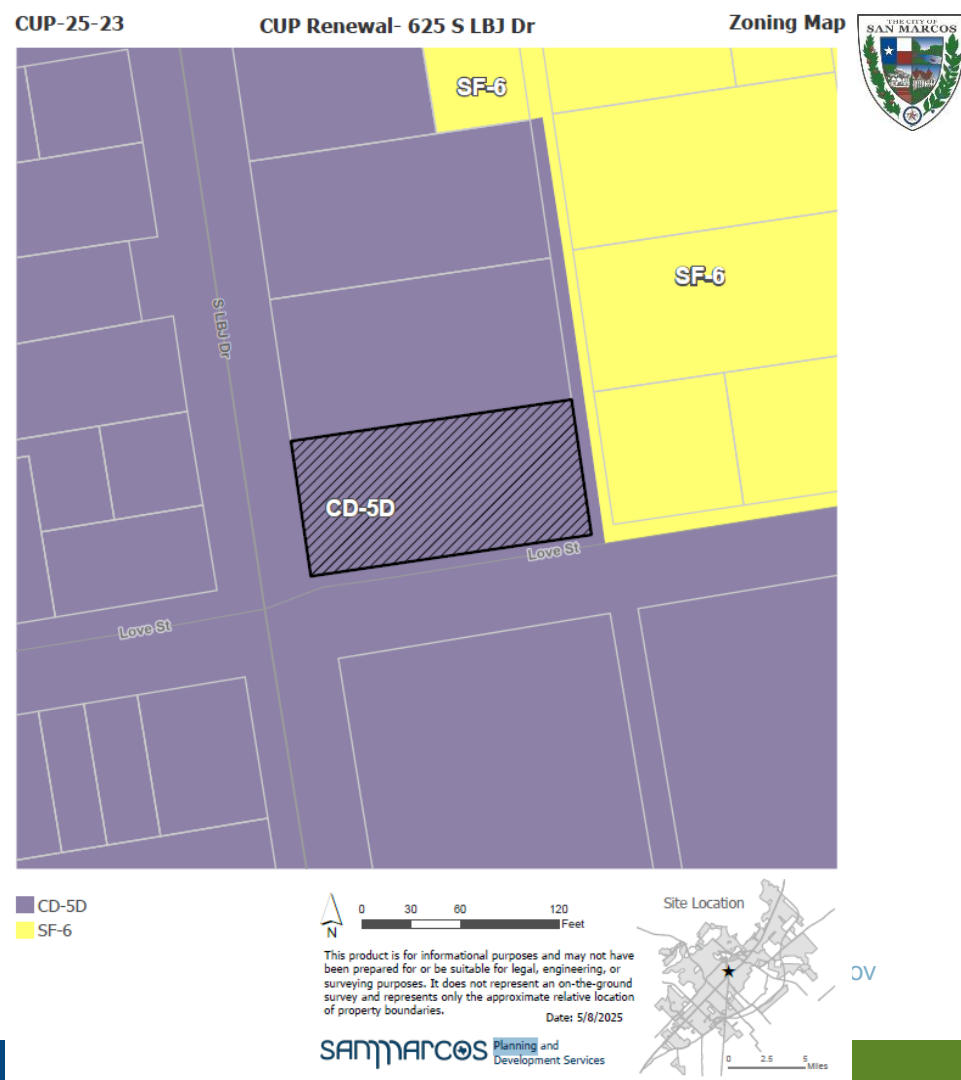 CUP-25-23
CUP Renewal- 625 S LBJ Dr
Zoning Map
THE CITY OF
SAN MARCOS
SF-6
SF-6
S LBJ Dr
CD-5D
Love St
Love St
CD-5D
SF-6
N
0 30 60 120
Feet
This product is for informational purposes and may not have
been prepared for or be suitable for legal, engineering, or
surveying purposes. It does not represent an on-the-ground
survey and represents only the approximate relative location
of property boundaries.
Date: 5/8/2025
SANMARCOS
Planning and
Development Services
Site Location
0 2.5 5
Miles
OV